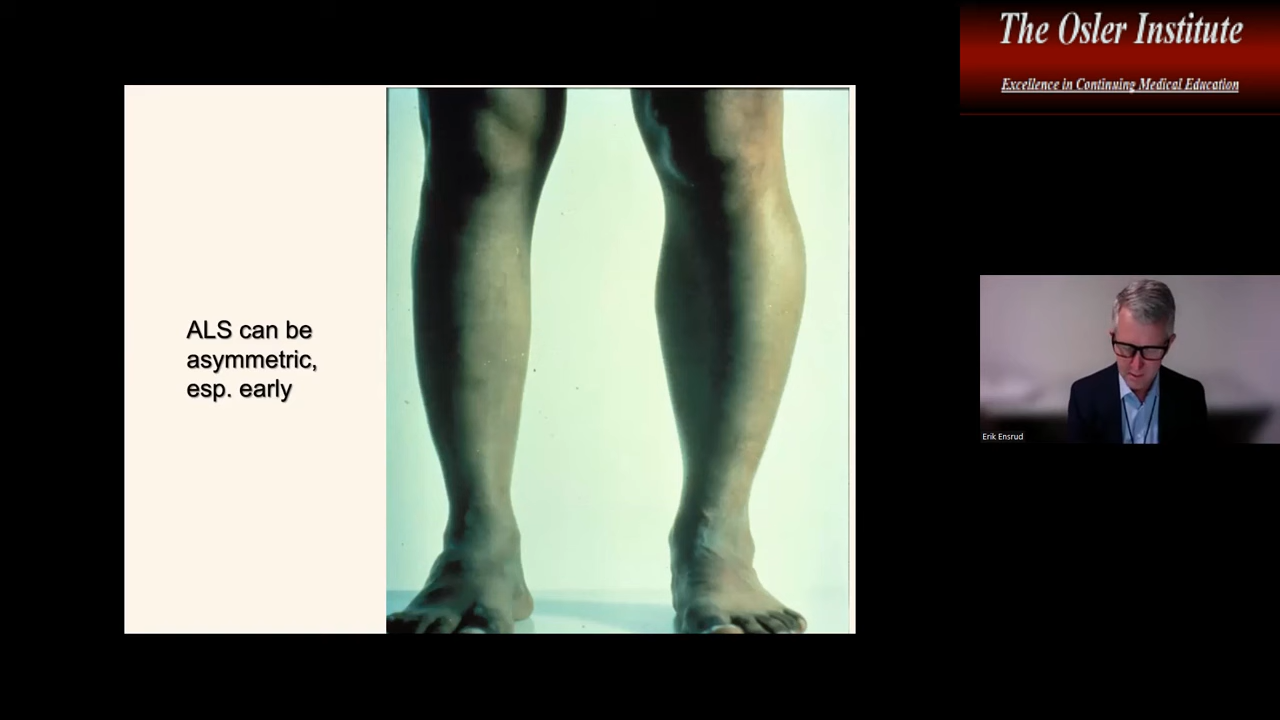 The Osler Institute
Excellence in Continuing Medical Education
ALS can be
asymmetric,
esp. early
Erik Ensrud